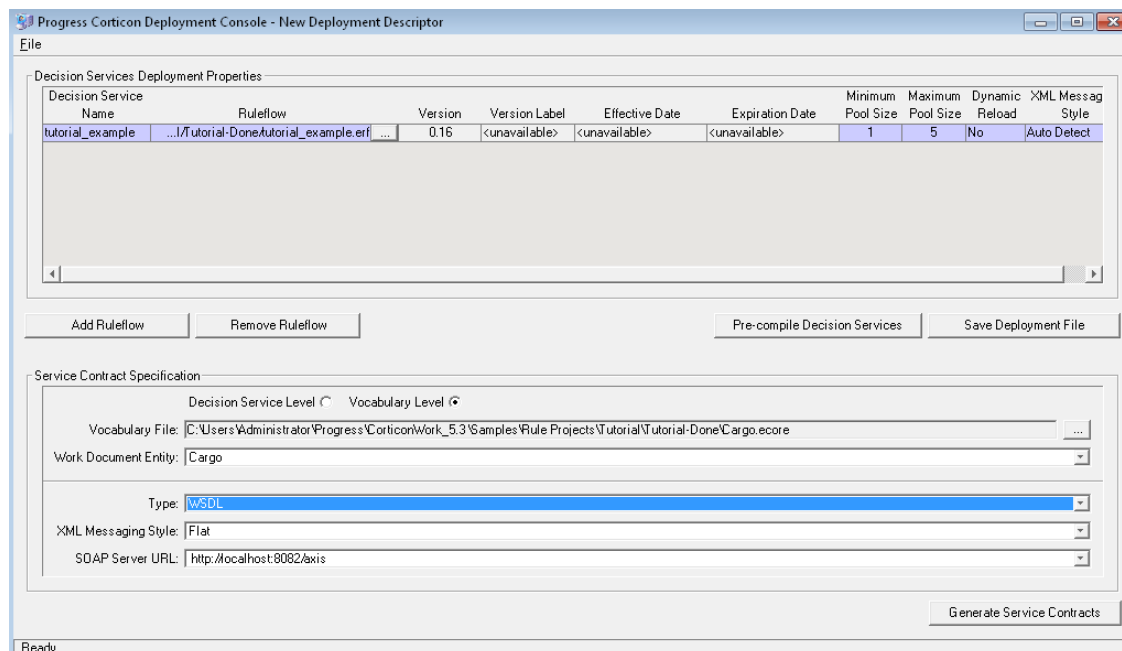 Progress Corticon Deployment Console - New Deployment Descriptor
File
Decision Services Deployment Properties
Decision Service Minimum Maximum Dynamic XML Messag
Name Ruleflow Version Version Label Effective Date Expiration Date Pool Size Pool Size Reload Style
tutorial_example ...l/Tutorial-Done/tutorial_example.erf ... 0.16 <unavailable> <unavailable> <unavailable> 1 5 No Auto Detect
Add Ruleflow Remove Ruleflow Pre-compile Decision Services Save Deployment File
Service Contract Specification
Decision Service Level Vocabulary Level
Vocabulary File: C:\Users\Administrator\Progress\CorticonWork_5.3\Samples\Rule Projects\Tutorial\Tutorial-Done\Cargo.ecore ...
Work Document Entity: Cargo
Type: WSDL
XML Messaging Style: Flat
SOAP Server URL: http://localhost:8082/axis
Generate Service Contracts
Ready